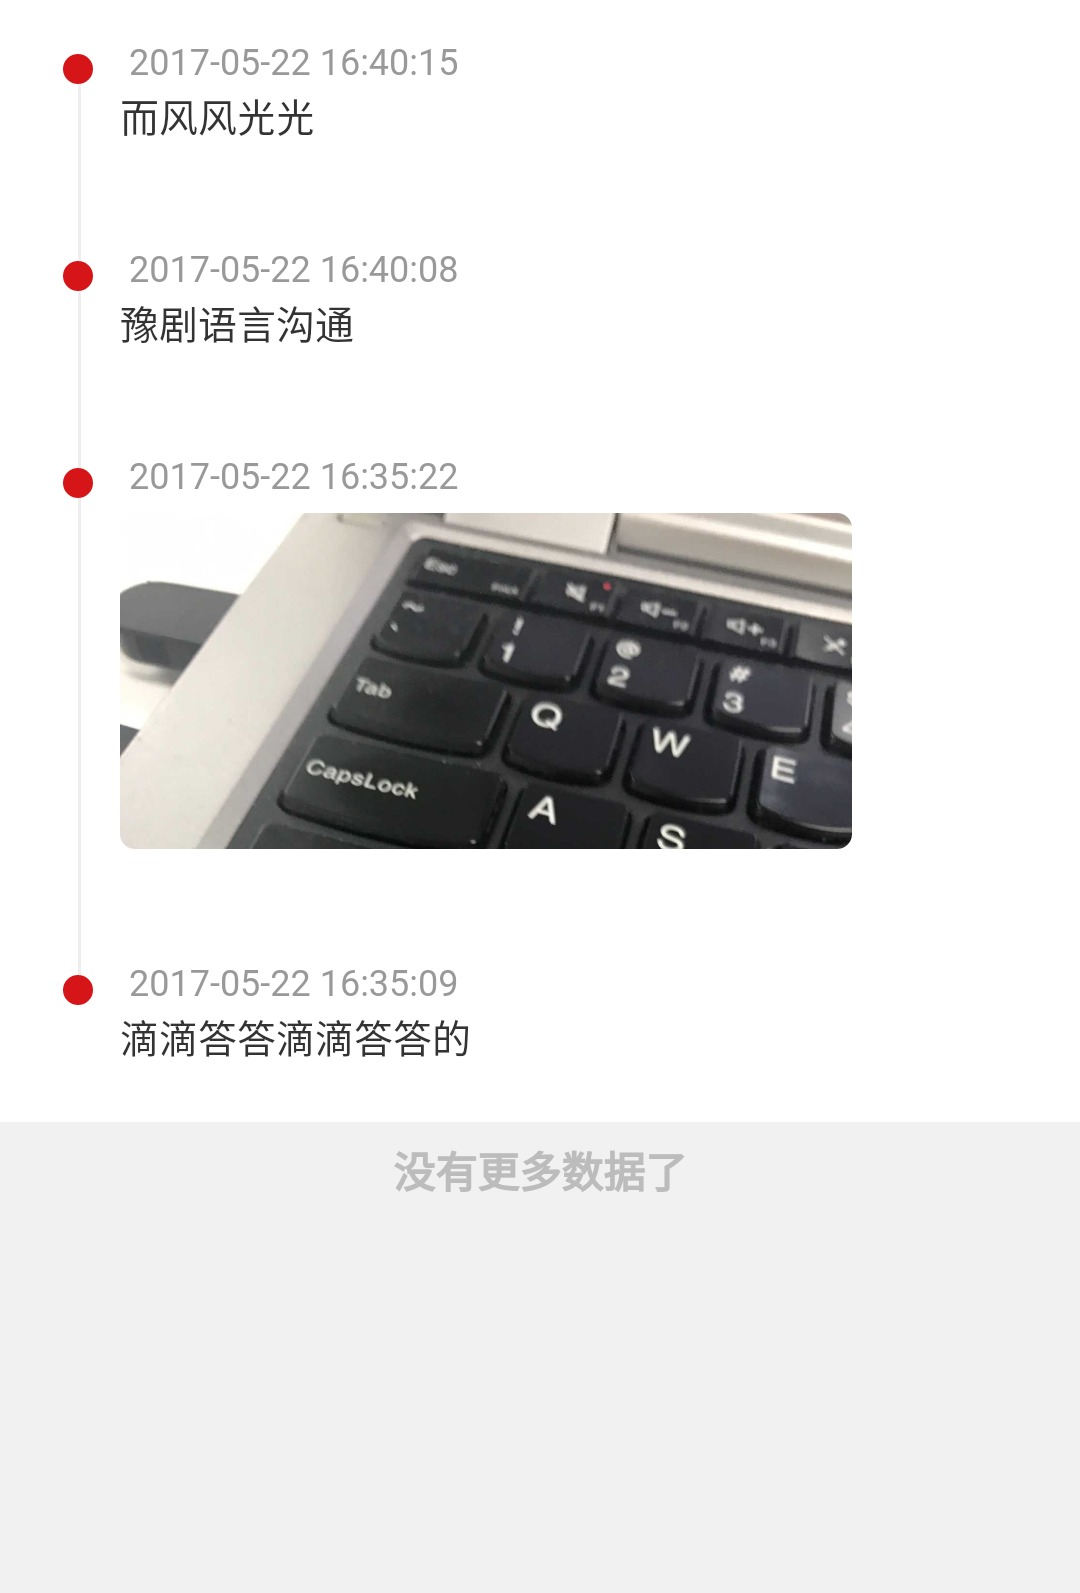 2017-05-22 16:40:15
而风风光光
2017-05-22 16:40:08
豫剧语言沟通
2017-05-22 16:35:22
Esc
~ ! @ #
` 1 2 3
Tab Q W E
CapsLock A S
2017-05-22 16:35:09
滴滴答答滴滴答答的
没有更多数据了